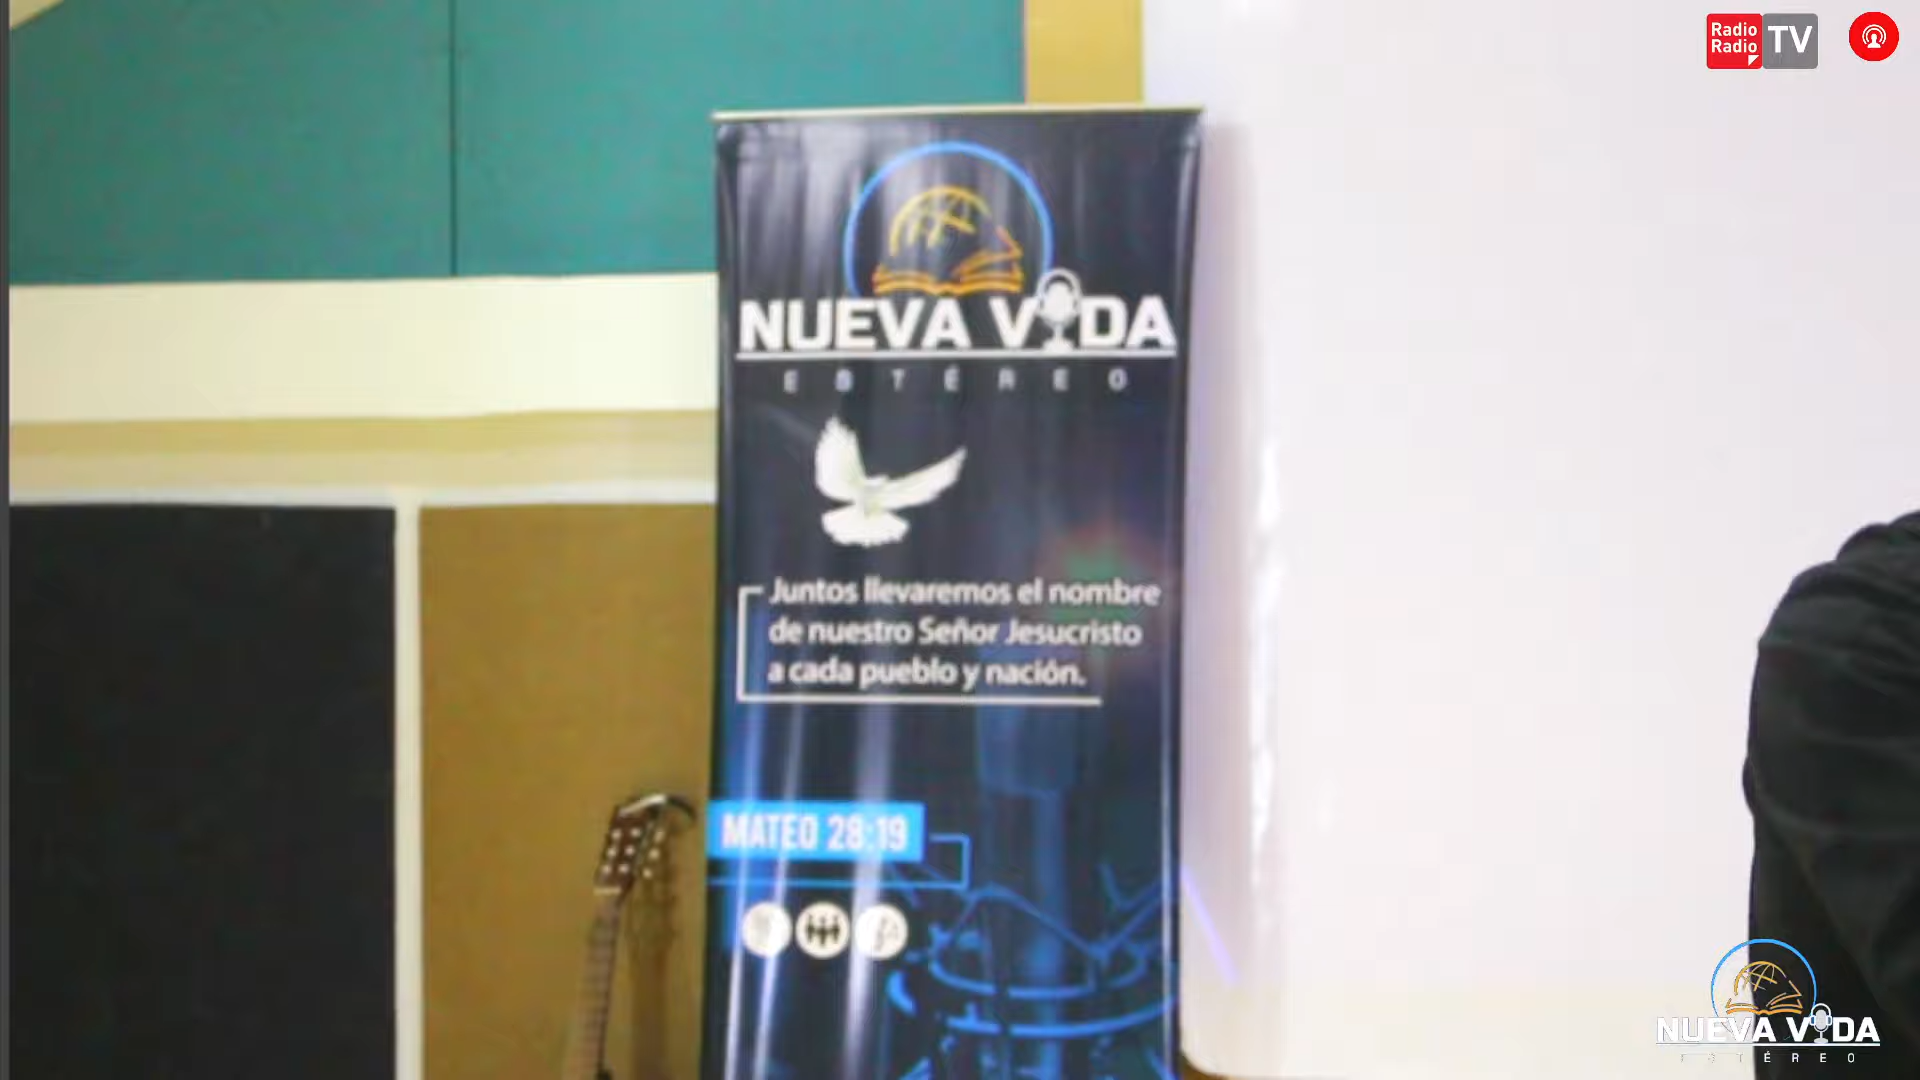 Radio
Radio TV
NUEVA VIDA
ESTÉREO
Juntos llevaremos el nombre
de nuestro Señor Jesucristo
a cada pueblo y nación.
MATEO 28:19
NUEVA VIDA
ESTÉREO